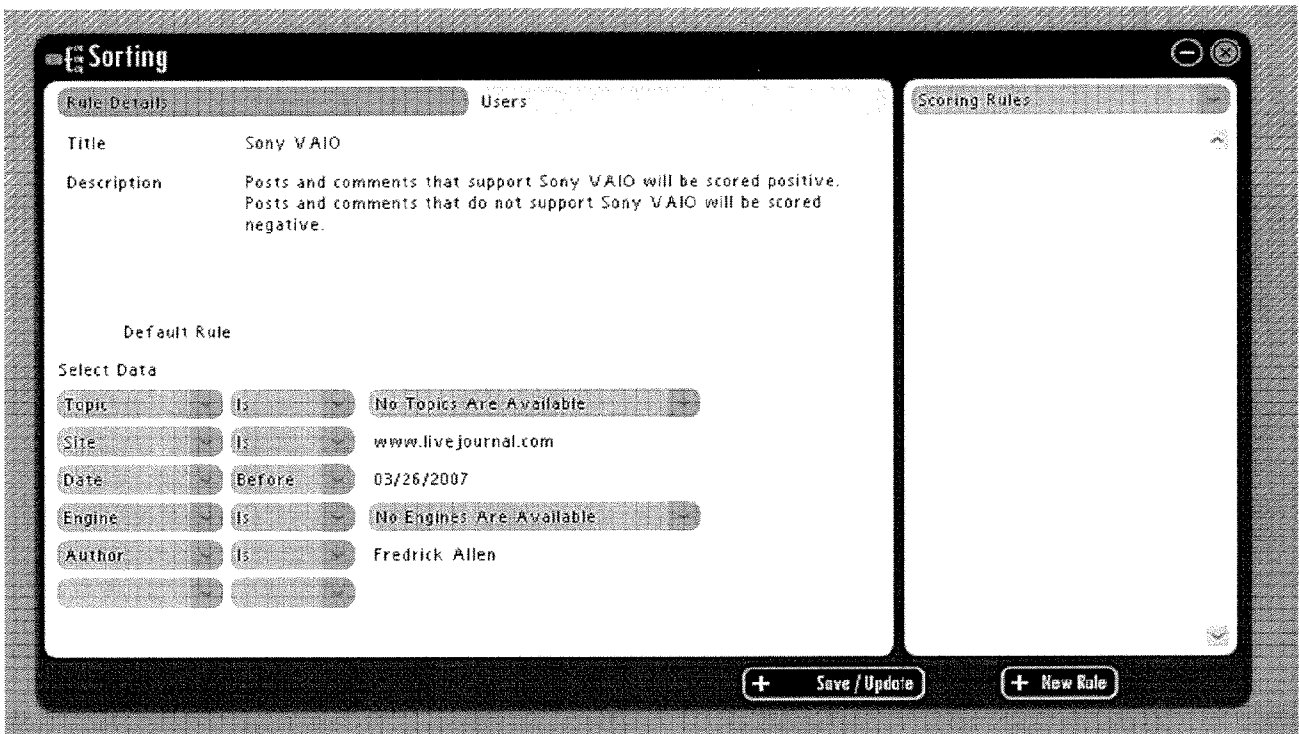 Sorting
Rule Details
Users
Title Sony VAIO
Description Posts and comments that support Sony VAIO will be scored positive.
Posts and comments that do not support Sony VAIO will be scored
negative.
Default Rule
Select Data
Topic Is No Topics Are Available
Site Is www.livejournal.com
Date Before 03/26/2007
Engine Is No Engines Are Available
Author Is Fredrick Allen
Scoring Rules
+ Save / Update
+ New Rule